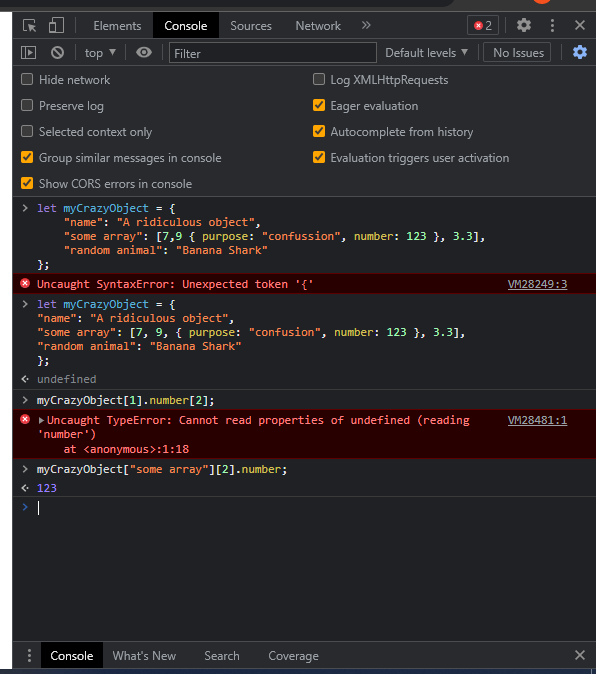 Elements Console Sources Network » 2
top ▼ Filter Default levels ▼ No Issues
Hide network Log XMLHttpRequests
Preserve log Eager evaluation
Selected context only Autocomplete from history
Group similar messages in console Evaluation triggers user activation
Show CORS errors in console
> let myCrazyObject = {
"name": "A ridiculous object",
"some array": [7,9 { purpose: "confussion", number: 123 }, 3.3],
"random animal": "Banana Shark"
};
Uncaught SyntaxError: Unexpected token '{' VM28249:3
> let myCrazyObject = {
"name": "A ridiculous object",
"some array": [7, 9, { purpose: "confusion", number: 123 }, 3.3],
"random animal": "Banana Shark"
};
undefined
> myCrazyObject[1].number[2];
▶Uncaught TypeError: Cannot read properties of undefined (reading VM28481:1
'number')
at <anonymous>:1:18
> myCrazyObject["some array"][2].number;
123
>
Console What's New Search Coverage